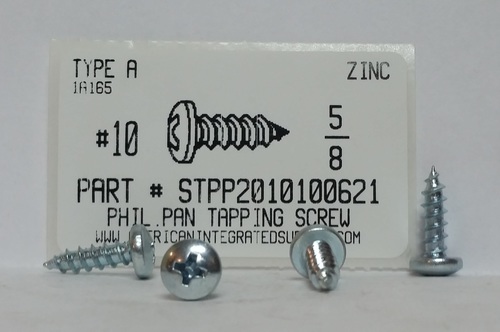 TYPE A
ZINC
1A165
#10
5
8
PART # STPP2010100621
PHIL.PAN TAPPING SCREW